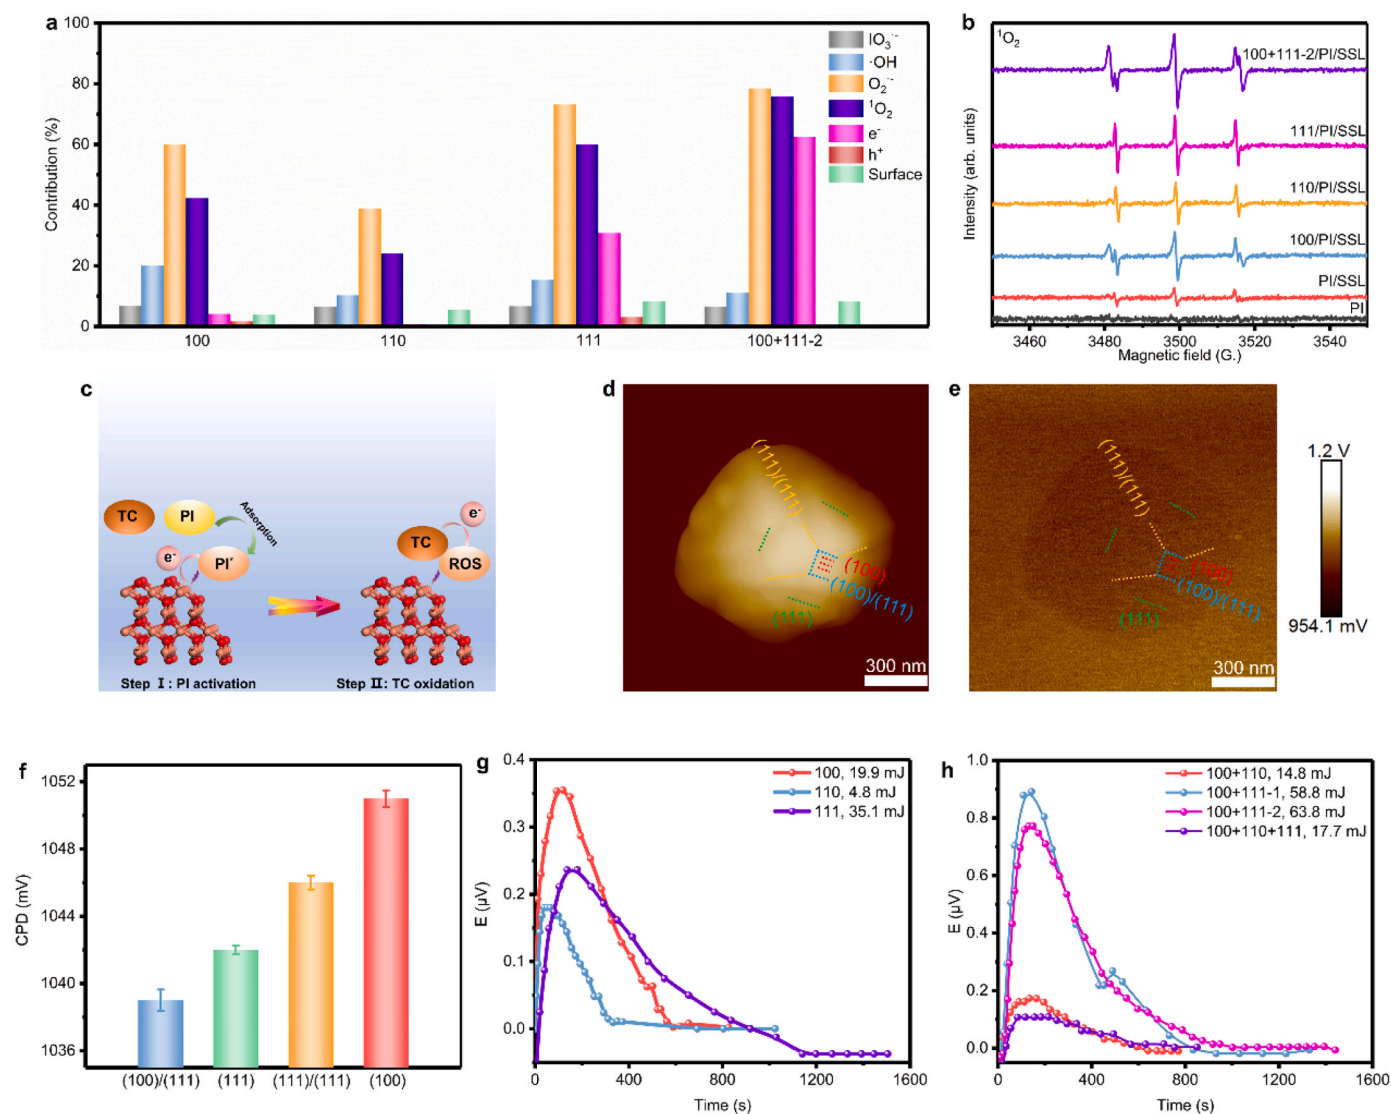 a
100
80
60
40
20
0
Contribution (%)
IO₃·⁻
·OH
O₂·⁻
¹O₂
e⁻
h⁺
Surface
100
110
111
100+111-2
b
¹O₂
100+111-2/PI/SSL
111/PI/SSL
110/PI/SSL
100/PI/SSL
PI/SSL
PI
Intensity (arb. units)
3460
3480
3500
3520
3540
Magnetic field (G.)
c
TC
PI
Adsorption
e⁻
PI*
e⁻
TC
ROS
Step Ⅰ: PI activation
Step Ⅱ: TC oxidation
d
(111)/(111)
(100)
(100)/(111)
(111)
300 nm
e
(111)/(111)
(100)
(100)/(111)
(111)
300 nm
1.2 V
954.1 mV
f
1052
1048
1044
1040
1036
CPD (mV)
(100)/(111)
(111)
(111)/(111)
(100)
g
0.4
0.3
0.2
0.1
0.0
E (μV)
100, 19.9 mJ
110, 4.8 mJ
111, 35.1 mJ
0
400
800
1200
1600
Time (s)
h
1.0
0.8
0.6
0.4
0.2
0.0
E (μV)
100+110, 14.8 mJ
100+111-1, 58.8 mJ
100+111-2, 63.8 mJ
100+110+111, 17.7 mJ
0
400
800
1200
1600
Time (s)